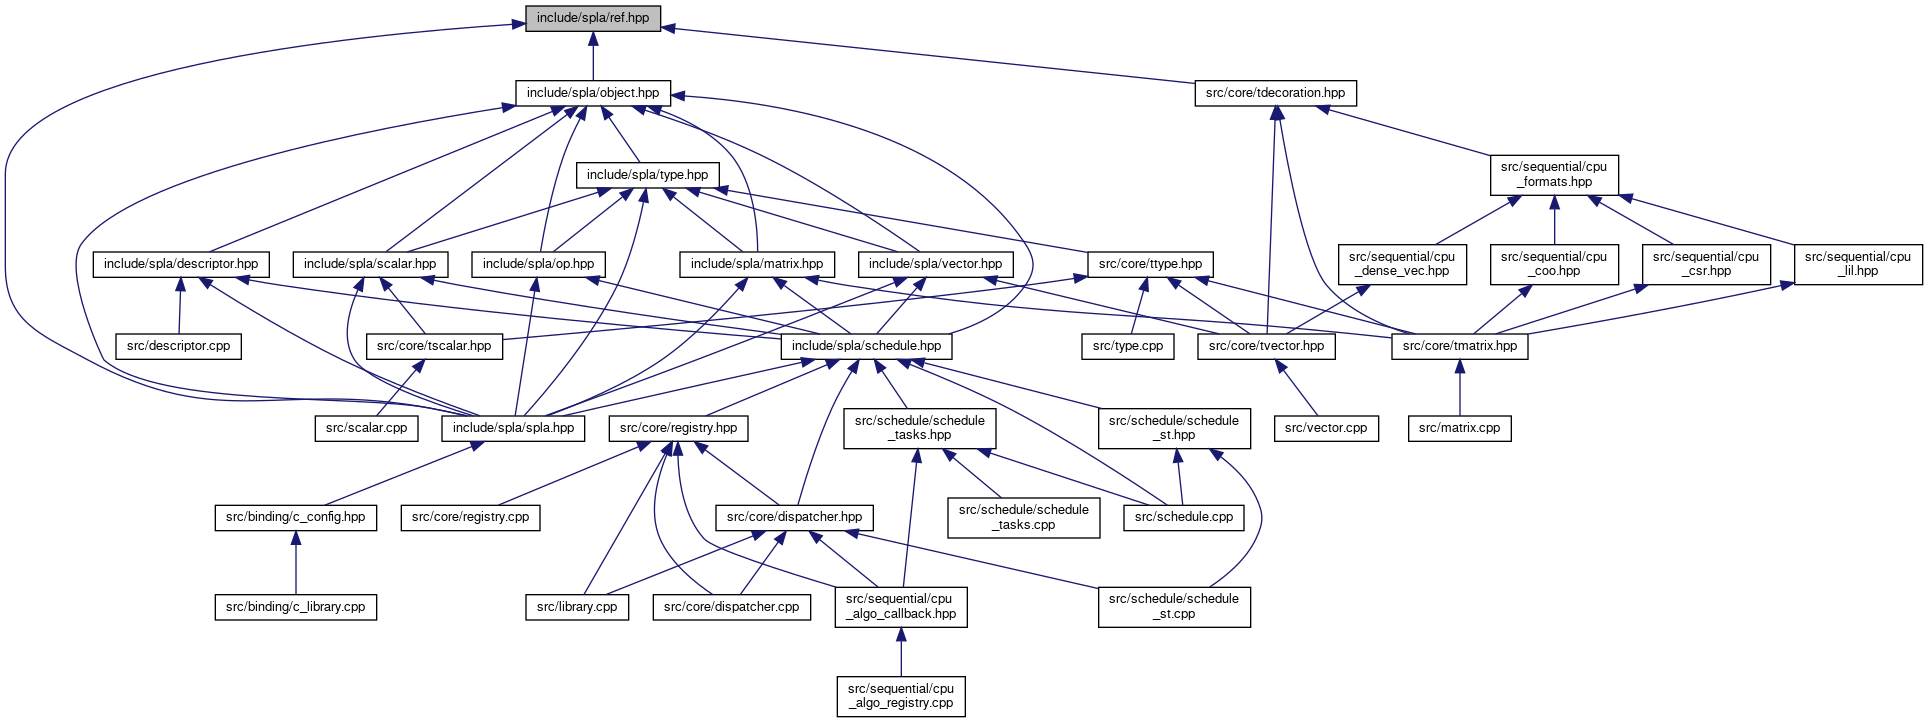 include/spla/ref.hpp
include/spla/object.hpp
src/core/tdecoration.hpp
include/spla/type.hpp
src/sequential/cpu
_formats.hpp
include/spla/descriptor.hpp
include/spla/scalar.hpp
include/spla/op.hpp
include/spla/matrix.hpp
include/spla/vector.hpp
src/core/ttype.hpp
src/sequential/cpu
_dense_vec.hpp
src/sequential/cpu
_coo.hpp
src/sequential/cpu
_csr.hpp
src/sequential/cpu
_lil.hpp
src/descriptor.cpp
src/core/tscalar.hpp
include/spla/schedule.hpp
src/type.cpp
src/core/tvector.hpp
src/core/tmatrix.hpp
src/scalar.cpp
include/spla/spla.hpp
src/core/registry.hpp
src/schedule/schedule
_tasks.hpp
src/schedule/schedule
_st.hpp
src/vector.cpp
src/matrix.cpp
src/binding/c_config.hpp
src/core/registry.cpp
src/core/dispatcher.hpp
src/schedule/schedule
_tasks.cpp
src/schedule.cpp
src/binding/c_library.cpp
src/library.cpp
src/core/dispatcher.cpp
src/sequential/cpu
_algo_callback.hpp
src/schedule/schedule
_st.cpp
src/sequential/cpu
_algo_registry.cpp